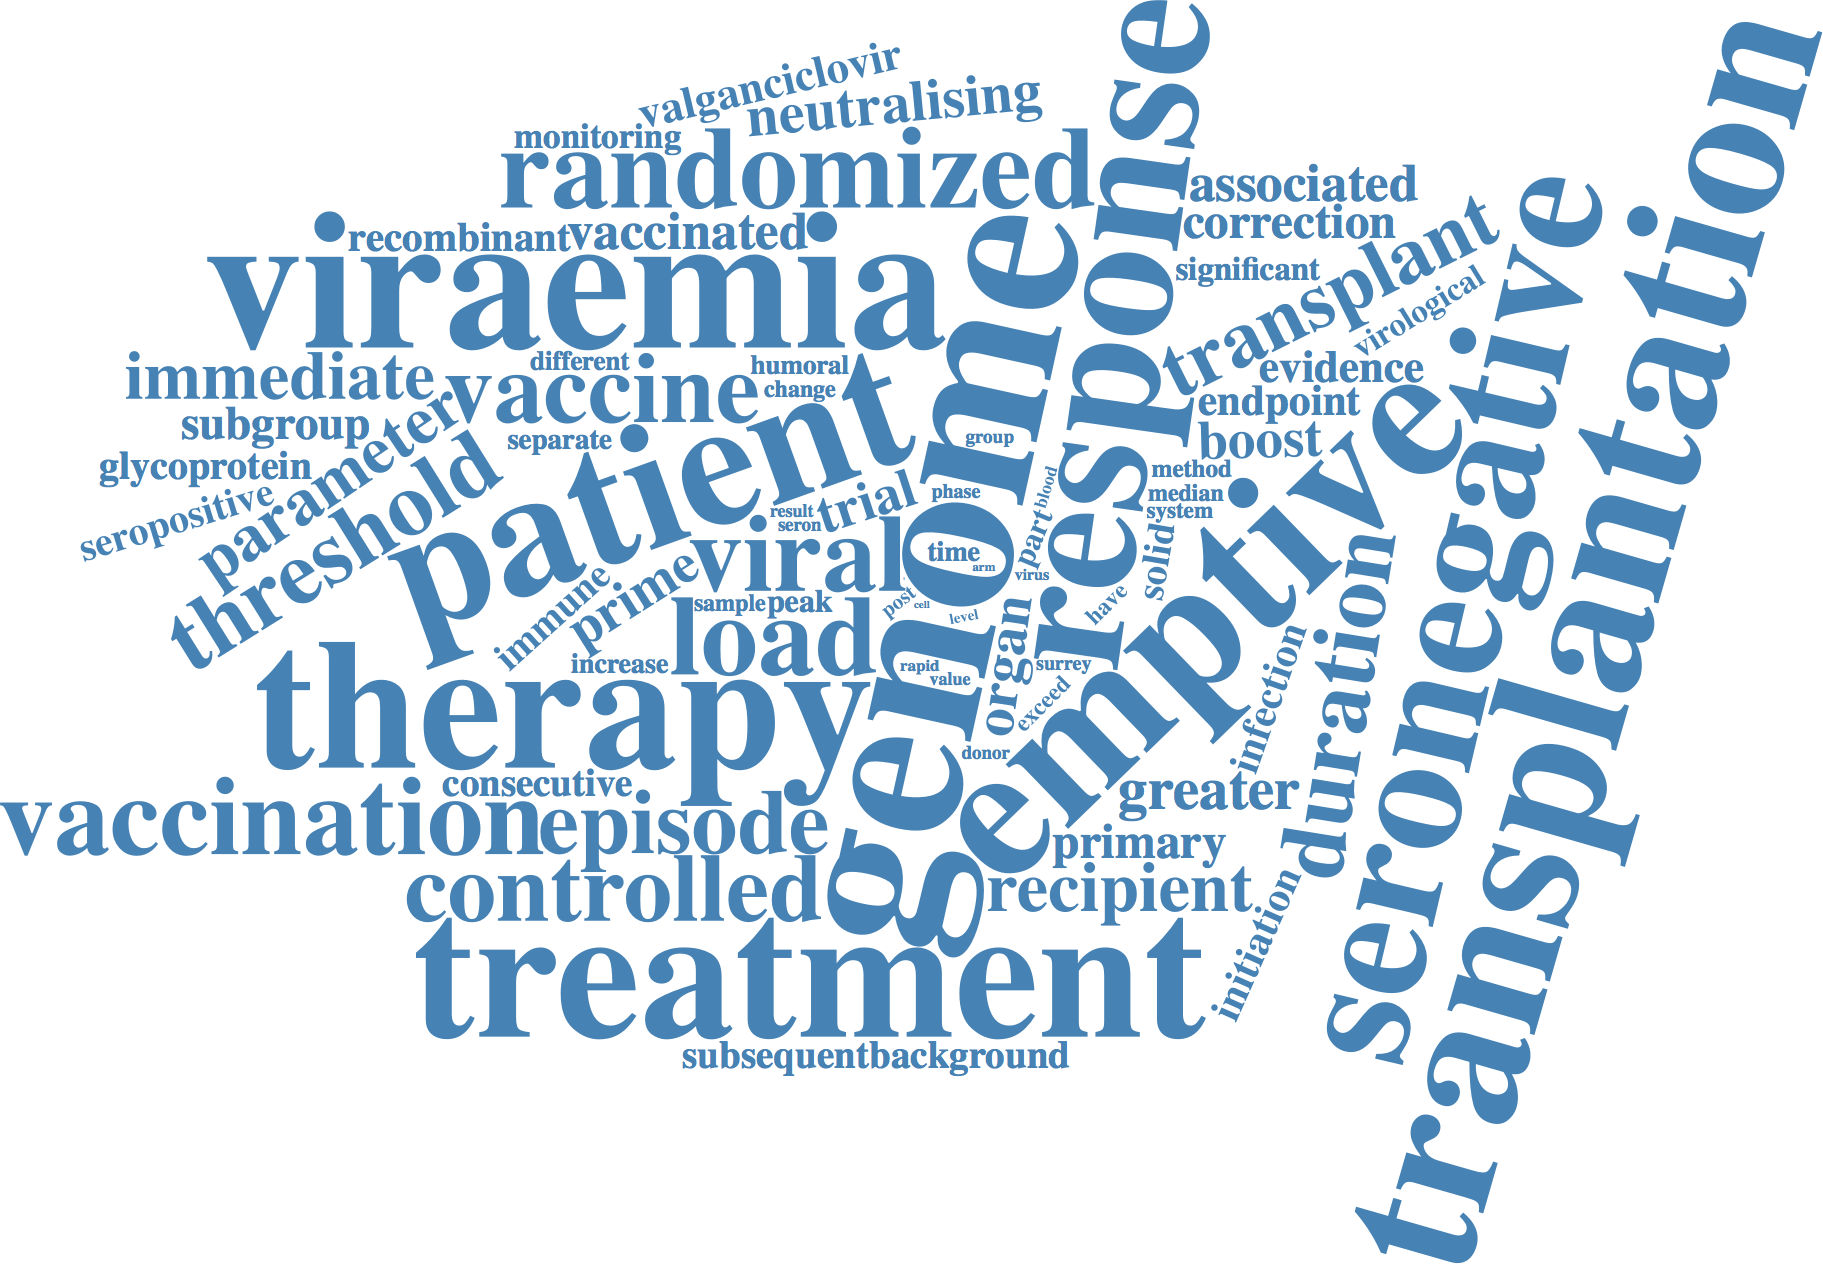 valganciclovir
neutralising
monitoring
randomized
response
associated
correction
recombinant
vaccinated
viraemia
genome
significant
transplant
virological
seronegative
transplantation
immediate
different
vaccine
humoral
change
evidence
endpoint
boost
subgroup
parameter
separate
patient
group
glycoprotein
seropositive
threshold
method
median
system
phase
blood
trial
result
seron
viral
time
arm
part
virus
solid
emptive
immune
prime
sample
peak
post
cell
level
have
load
increase
rapid
value
organ
surrey
exceed
infection
duration
therapy
donor
consecutive
greater
vaccination
episode
primary
controlled
recipient
initiation
treatment
subsequent
background